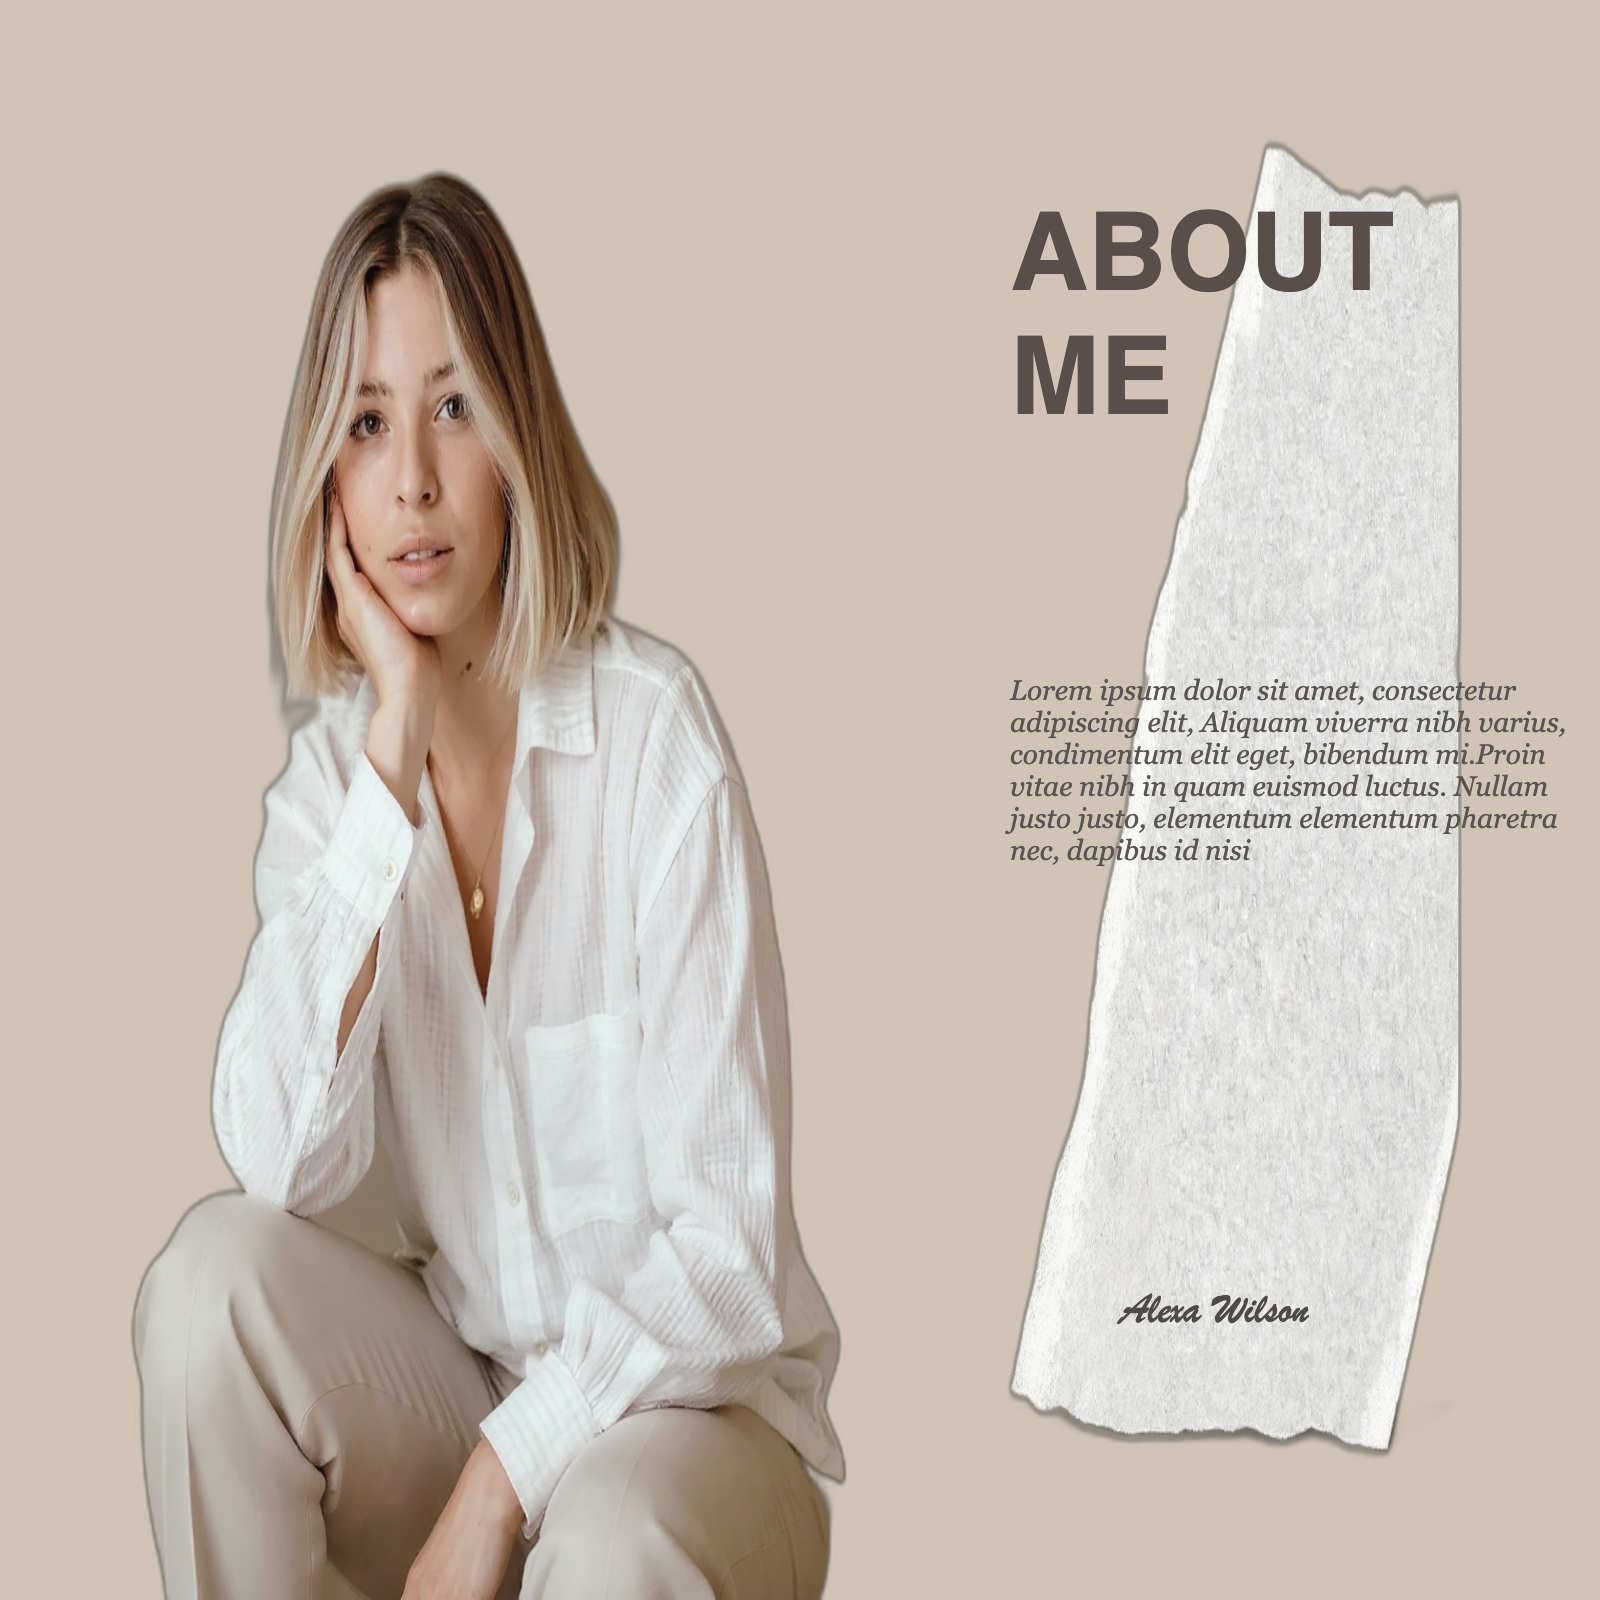 ABOUT
ME
Lorem ipsum dolor sit amet, consectetur
adipiscing elit, Aliquam viverra nibh varius,
condimentum elit eget, bibendum mi.Proin
vitae nibh in quam euismod luctus. Nullam
justo justo, elementum elementum pharetra
nec, dapibus id nisi
Alexa Wilson